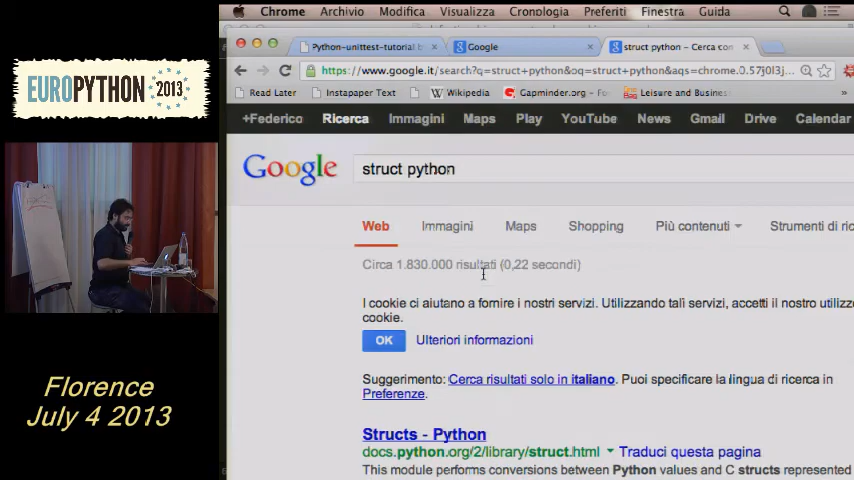 Chrome Archivio Modifica Visualizza Cronologia Preferiti Finestra Guida
Python-unittest-tutorial
Google
struct python – Cerca con
https://www.google.it/search?q=struct+python&oq=struct+python&aqs=chrome.0.57j0l3j...
Read Later Instapaper Text Wikipedia Gapminder.org - Fo Leisure and Busines »
+Federico Ricerca Immagini Maps Play YouTube News Gmail Drive Calendar
EUROPYTHON 2013
Google
struct python
Web Immagini Maps Shopping Più contenuti Strumenti di ric
Circa 1.830.000 risultati (0,22 secondi)
I cookie ci aiutano a fornire i nostri servizi. Utilizzando tali servizi, accetti il nostro utilizzo
cookie.
OK Ulteriori informazioni
Suggerimento: Cerca risultati solo in italiano. Puoi specificare la lingua di ricerca in
Preferenze.
Structs - Python
docs.python.org/2/library/struct.html Traduci questa pagina
This module performs conversions between Python values and C structs represented
Florence
July 4 2013